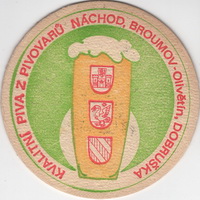 KVALITNÍ PIVA Z PIVOVARŮ NÁCHOD, BROUMOV-olivětín, DOBRUŠKA